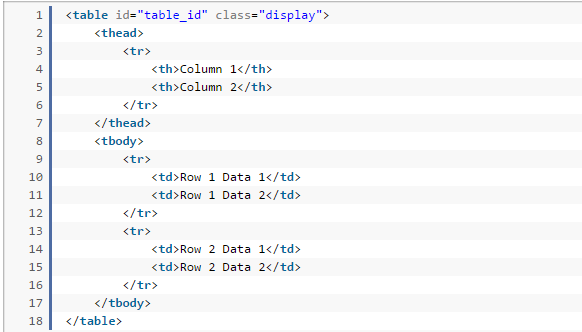 1 <table id="table_id" class="display">
2     <thead>
3         <tr>
4             <th>Column 1</th>
5             <th>Column 2</th>
6         </tr>
7     </thead>
8     <tbody>
9         <tr>
10             <td>Row 1 Data 1</td>
11             <td>Row 1 Data 2</td>
12         </tr>
13         <tr>
14             <td>Row 2 Data 1</td>
15             <td>Row 2 Data 2</td>
16         </tr>
17     </tbody>
18 </table>